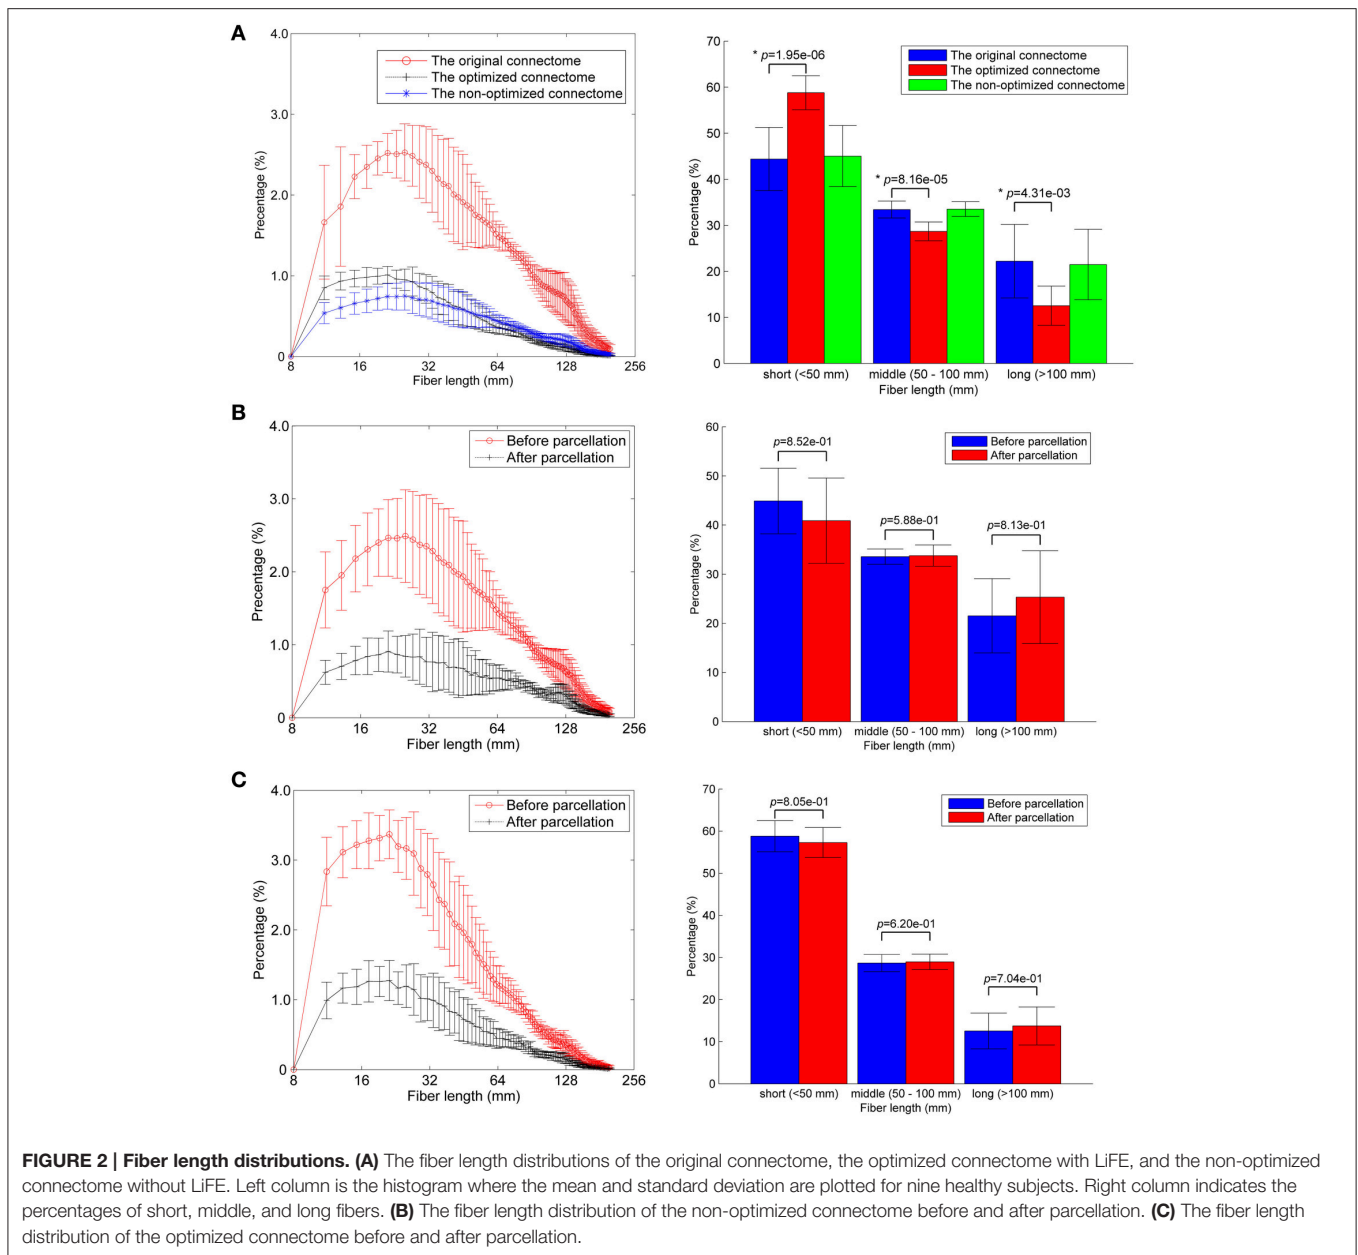 A
4.0
3.0
2.0
1.0
0
8
16
32
64
128
256
Precentage (%)
Fiber length (mm)
The original connectome
The optimized connectome
The non-optimized connectome
70
60
50
40
30
20
10
0
Percentage (%)
The original connectome
The optimized connectome
The non-optimized connectome
* p=1.95e-06
* p=8.16e-05
* p=4.31e-03
short (<50 mm)
middle (50 - 100 mm)
long (>100 mm)
Fiber length (mm)
B
4.0
3.0
2.0
1.0
0
8
16
32
64
128
256
Precentage (%)
Fiber length (mm)
Before parcellation
After parcellation
60
50
40
30
20
10
0
Percentage (%)
Before parcellation
After parcellation
p=8.52e-01
p=5.88e-01
p=8.13e-01
short (<50 mm)
middle (50 - 100 mm)
long (>100 mm)
Fiber length (mm)
C
4.0
3.0
2.0
1.0
0
8
16
32
64
128
256
Percentage (%)
Fiber length (mm)
Before parcellation
After parcellation
70
60
50
40
30
20
10
0
Percentage (%)
Before parcellation
After parcellation
p=8.05e-01
p=6.20e-01
p=7.04e-01
short (<50 mm)
middle (50 - 100 mm)
long (>100 mm)
Fiber length (mm)
FIGURE 2 | Fiber length distributions. (A) The fiber length distributions of the original connectome, the optimized connectome with LiFE, and the non-optimized
connectome without LiFE. Left column is the histogram where the mean and standard deviation are plotted for nine healthy subjects. Right column indicates the
percentages of short, middle, and long fibers. (B) The fiber length distribution of the non-optimized connectome before and after parcellation. (C) The fiber length
distribution of the optimized connectome before and after parcellation.